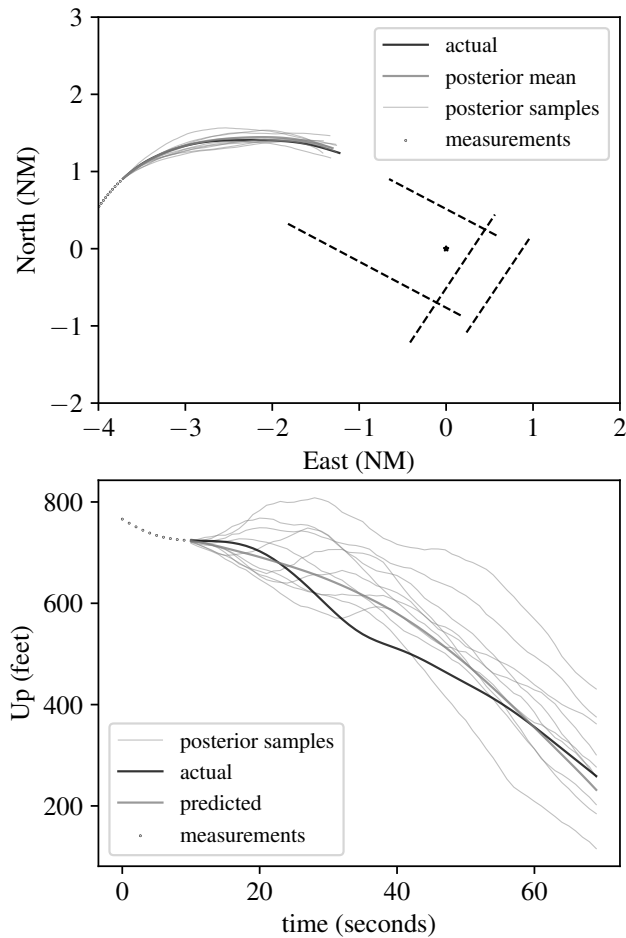 3
2
1
0
−1
−2
North (NM)
actual
posterior mean
posterior samples
measurements
−4 −3 −2 −1 0 1 2
East (NM)
800
600
400
200
Up (feet)
posterior samples
actual
predicted
measurements
0 20 40 60
time (seconds)